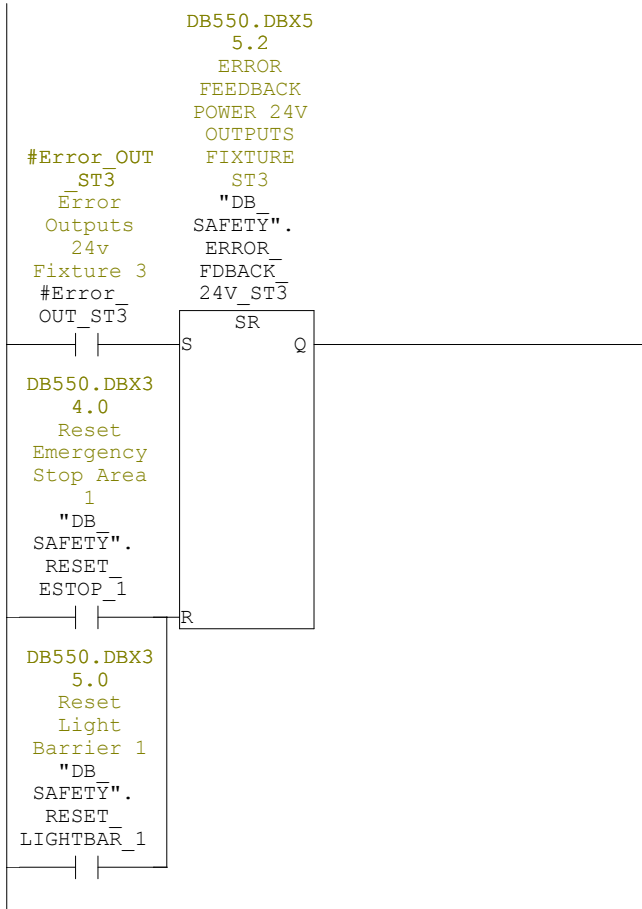 DB550.DBX5
5.2
ERROR
FEEDBACK
POWER 24V
OUTPUTS
FIXTURE
ST3
"DB_
SAFETY".
ERROR_
FDBACK_
24V_ST3
#Error_OUT
_ST3
Error
Outputs
24v
Fixture 3
#Error_
OUT_ST3
SR
S
Q
DB550.DBX3
4.0
Reset
Emergency
Stop Area
1
"DB_
SAFETY".
RESET_
ESTOP_1
R
DB550.DBX3
5.0
Reset
Light
Barrier 1
"DB_
SAFETY".
RESET_
LIGHTBAR_1